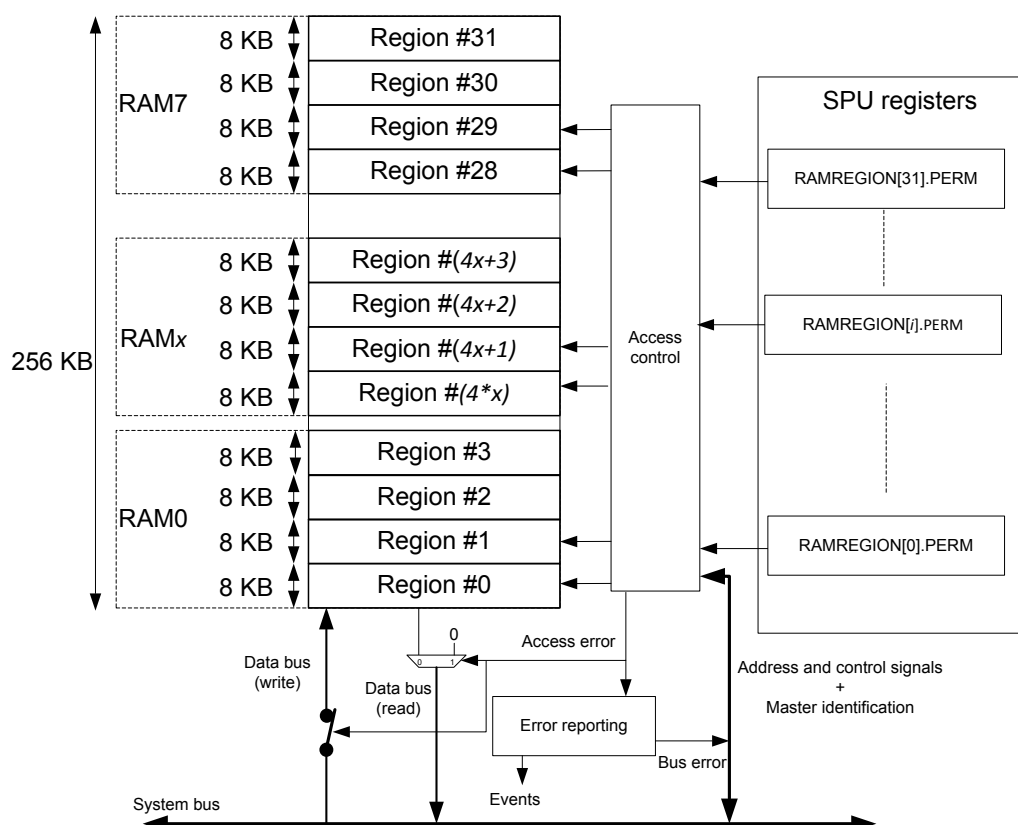 256 KB
RAM7
8 KB
Region #31
8 KB
Region #30
8 KB
Region #29
8 KB
Region #28
RAMx
8 KB
Region #(4x+3)
8 KB
Region #(4x+2)
8 KB
Region #(4x+1)
8 KB
Region #(4*x)
RAM0
8 KB
Region #3
8 KB
Region #2
8 KB
Region #1
8 KB
Region #0
Access
control
SPU registers
RAMREGION[31].PERM
RAMREGION[i].PERM
RAMREGION[0].PERM
0
0
1
Access error
Data bus
(write)
Data bus
(read)
Error reporting
Address and control signals
+
Master identification
Bus error
Events
System bus